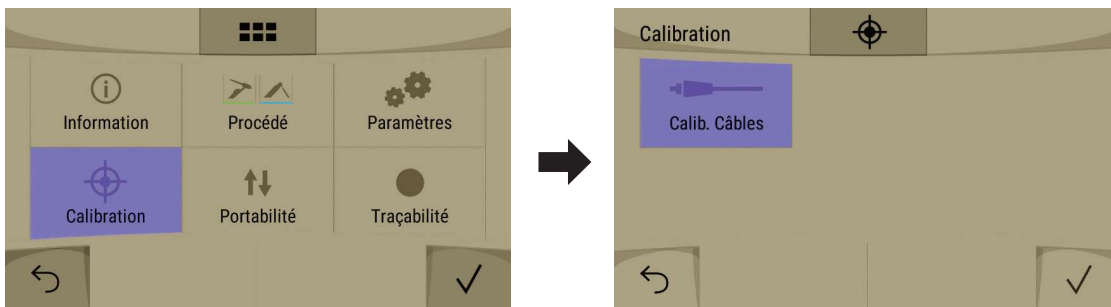 Information
Procédé
Paramètres
Calibration
Portabilité
Traçabilité
Calibration
Calib. Câbles